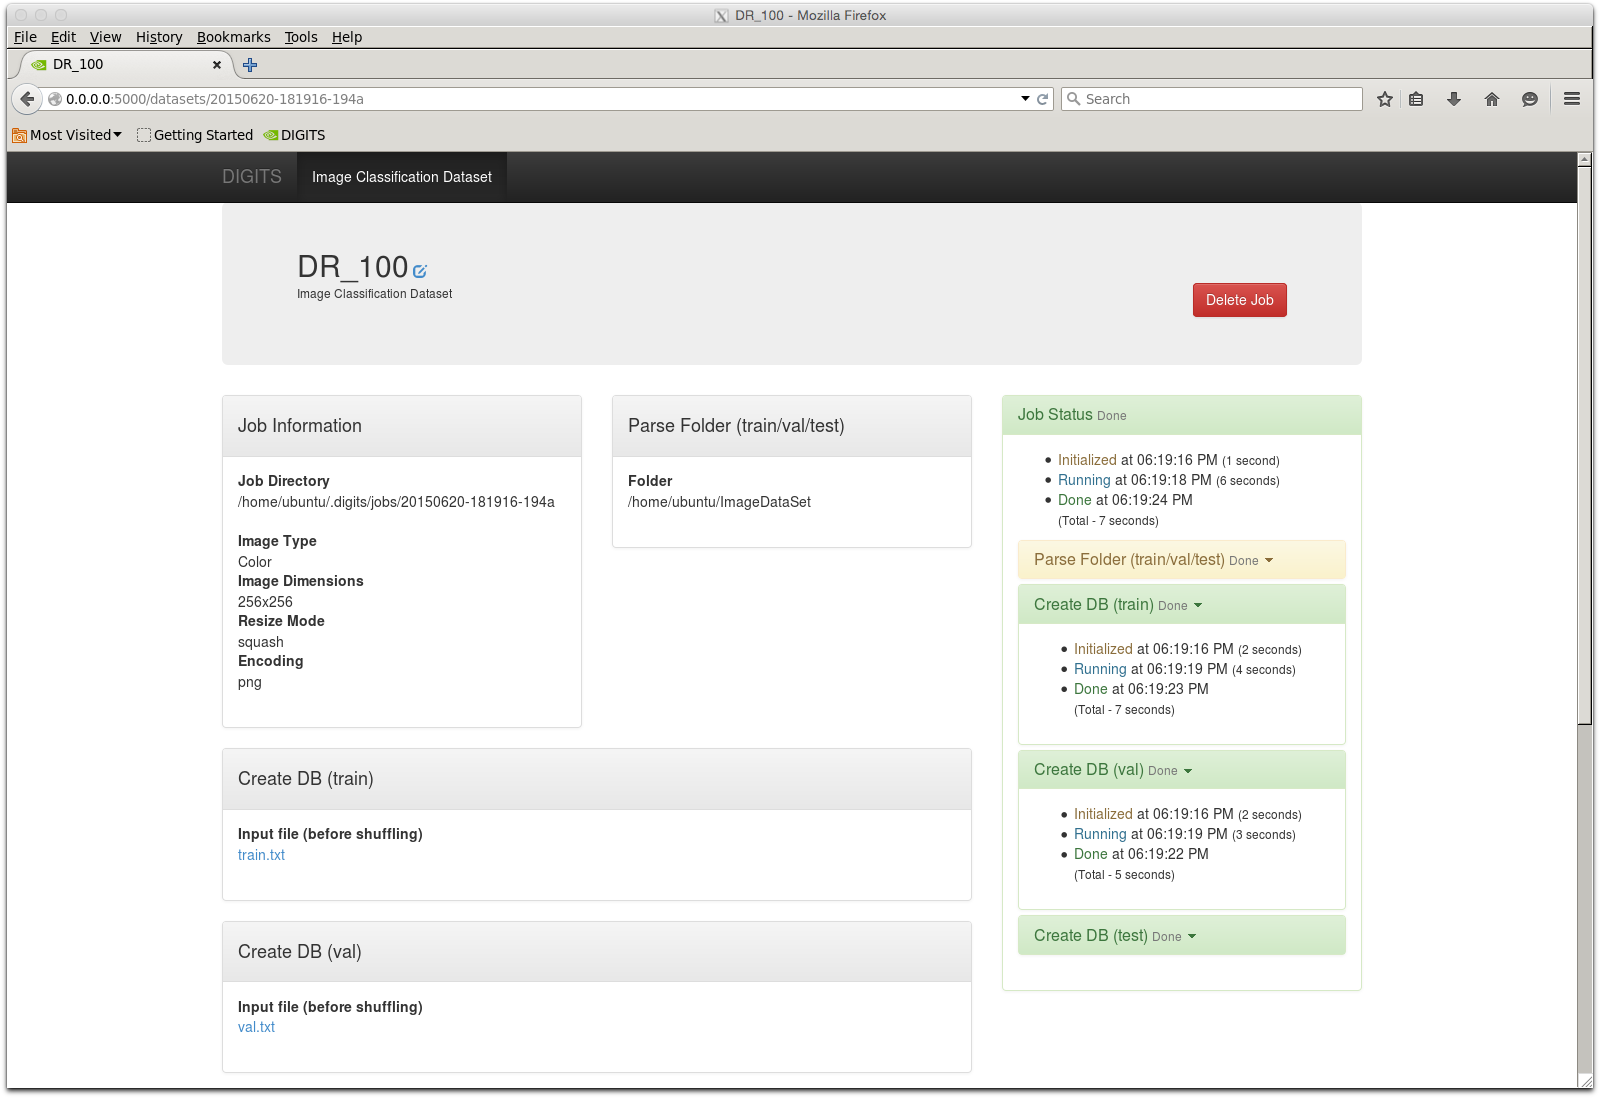 DR_100 - Mozilla Firefox
File Edit View History Bookmarks Tools Help
DR_100
0.0.0.0:5000/datasets/20150620-181916-194a
Search
Most Visited Getting Started DIGITS
DIGITS Image Classification Dataset
DR_100
Image Classification Dataset
Delete Job
Job Information
Job Directory
/home/ubuntu/.digits/jobs/20150620-181916-194a
Image Type
Color
Image Dimensions
256x256
Resize Mode
squash
Encoding
png
Parse Folder (train/val/test)
Folder
/home/ubuntu/ImageDataSet
Create DB (train)
Input file (before shuffling)
train.txt
Create DB (val)
Input file (before shuffling)
val.txt
Job Status Done
Initialized at 06:19:16 PM (1 second)
Running at 06:19:18 PM (6 seconds)
Done at 06:19:24 PM
(Total - 7 seconds)
Parse Folder (train/val/test) Done
Create DB (train) Done
Initialized at 06:19:16 PM (2 seconds)
Running at 06:19:19 PM (4 seconds)
Done at 06:19:23 PM
(Total - 7 seconds)
Create DB (val) Done
Initialized at 06:19:16 PM (2 seconds)
Running at 06:19:19 PM (3 seconds)
Done at 06:19:22 PM
(Total - 5 seconds)
Create DB (test) Done